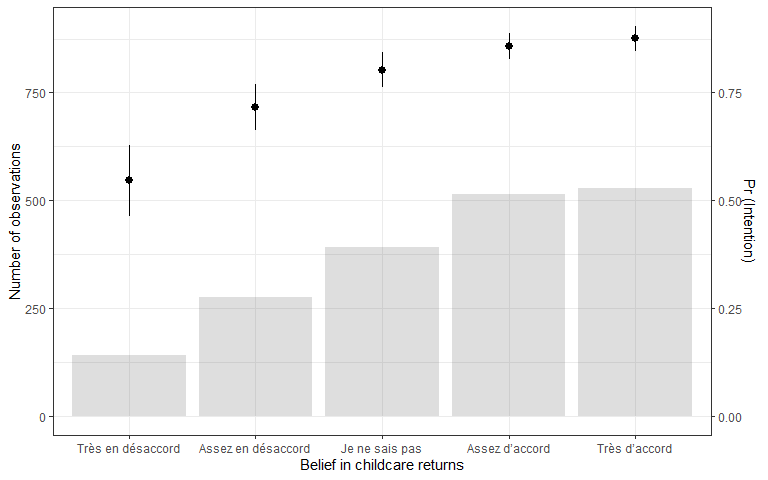 Number of observations
750
500
250
0
0.75
0.50
0.25
0.00
Pr (Intention)
Très en désaccord
Assez en désaccord
Je ne sais pas
Assez d'accord
Très d'accord
Belief in childcare returns